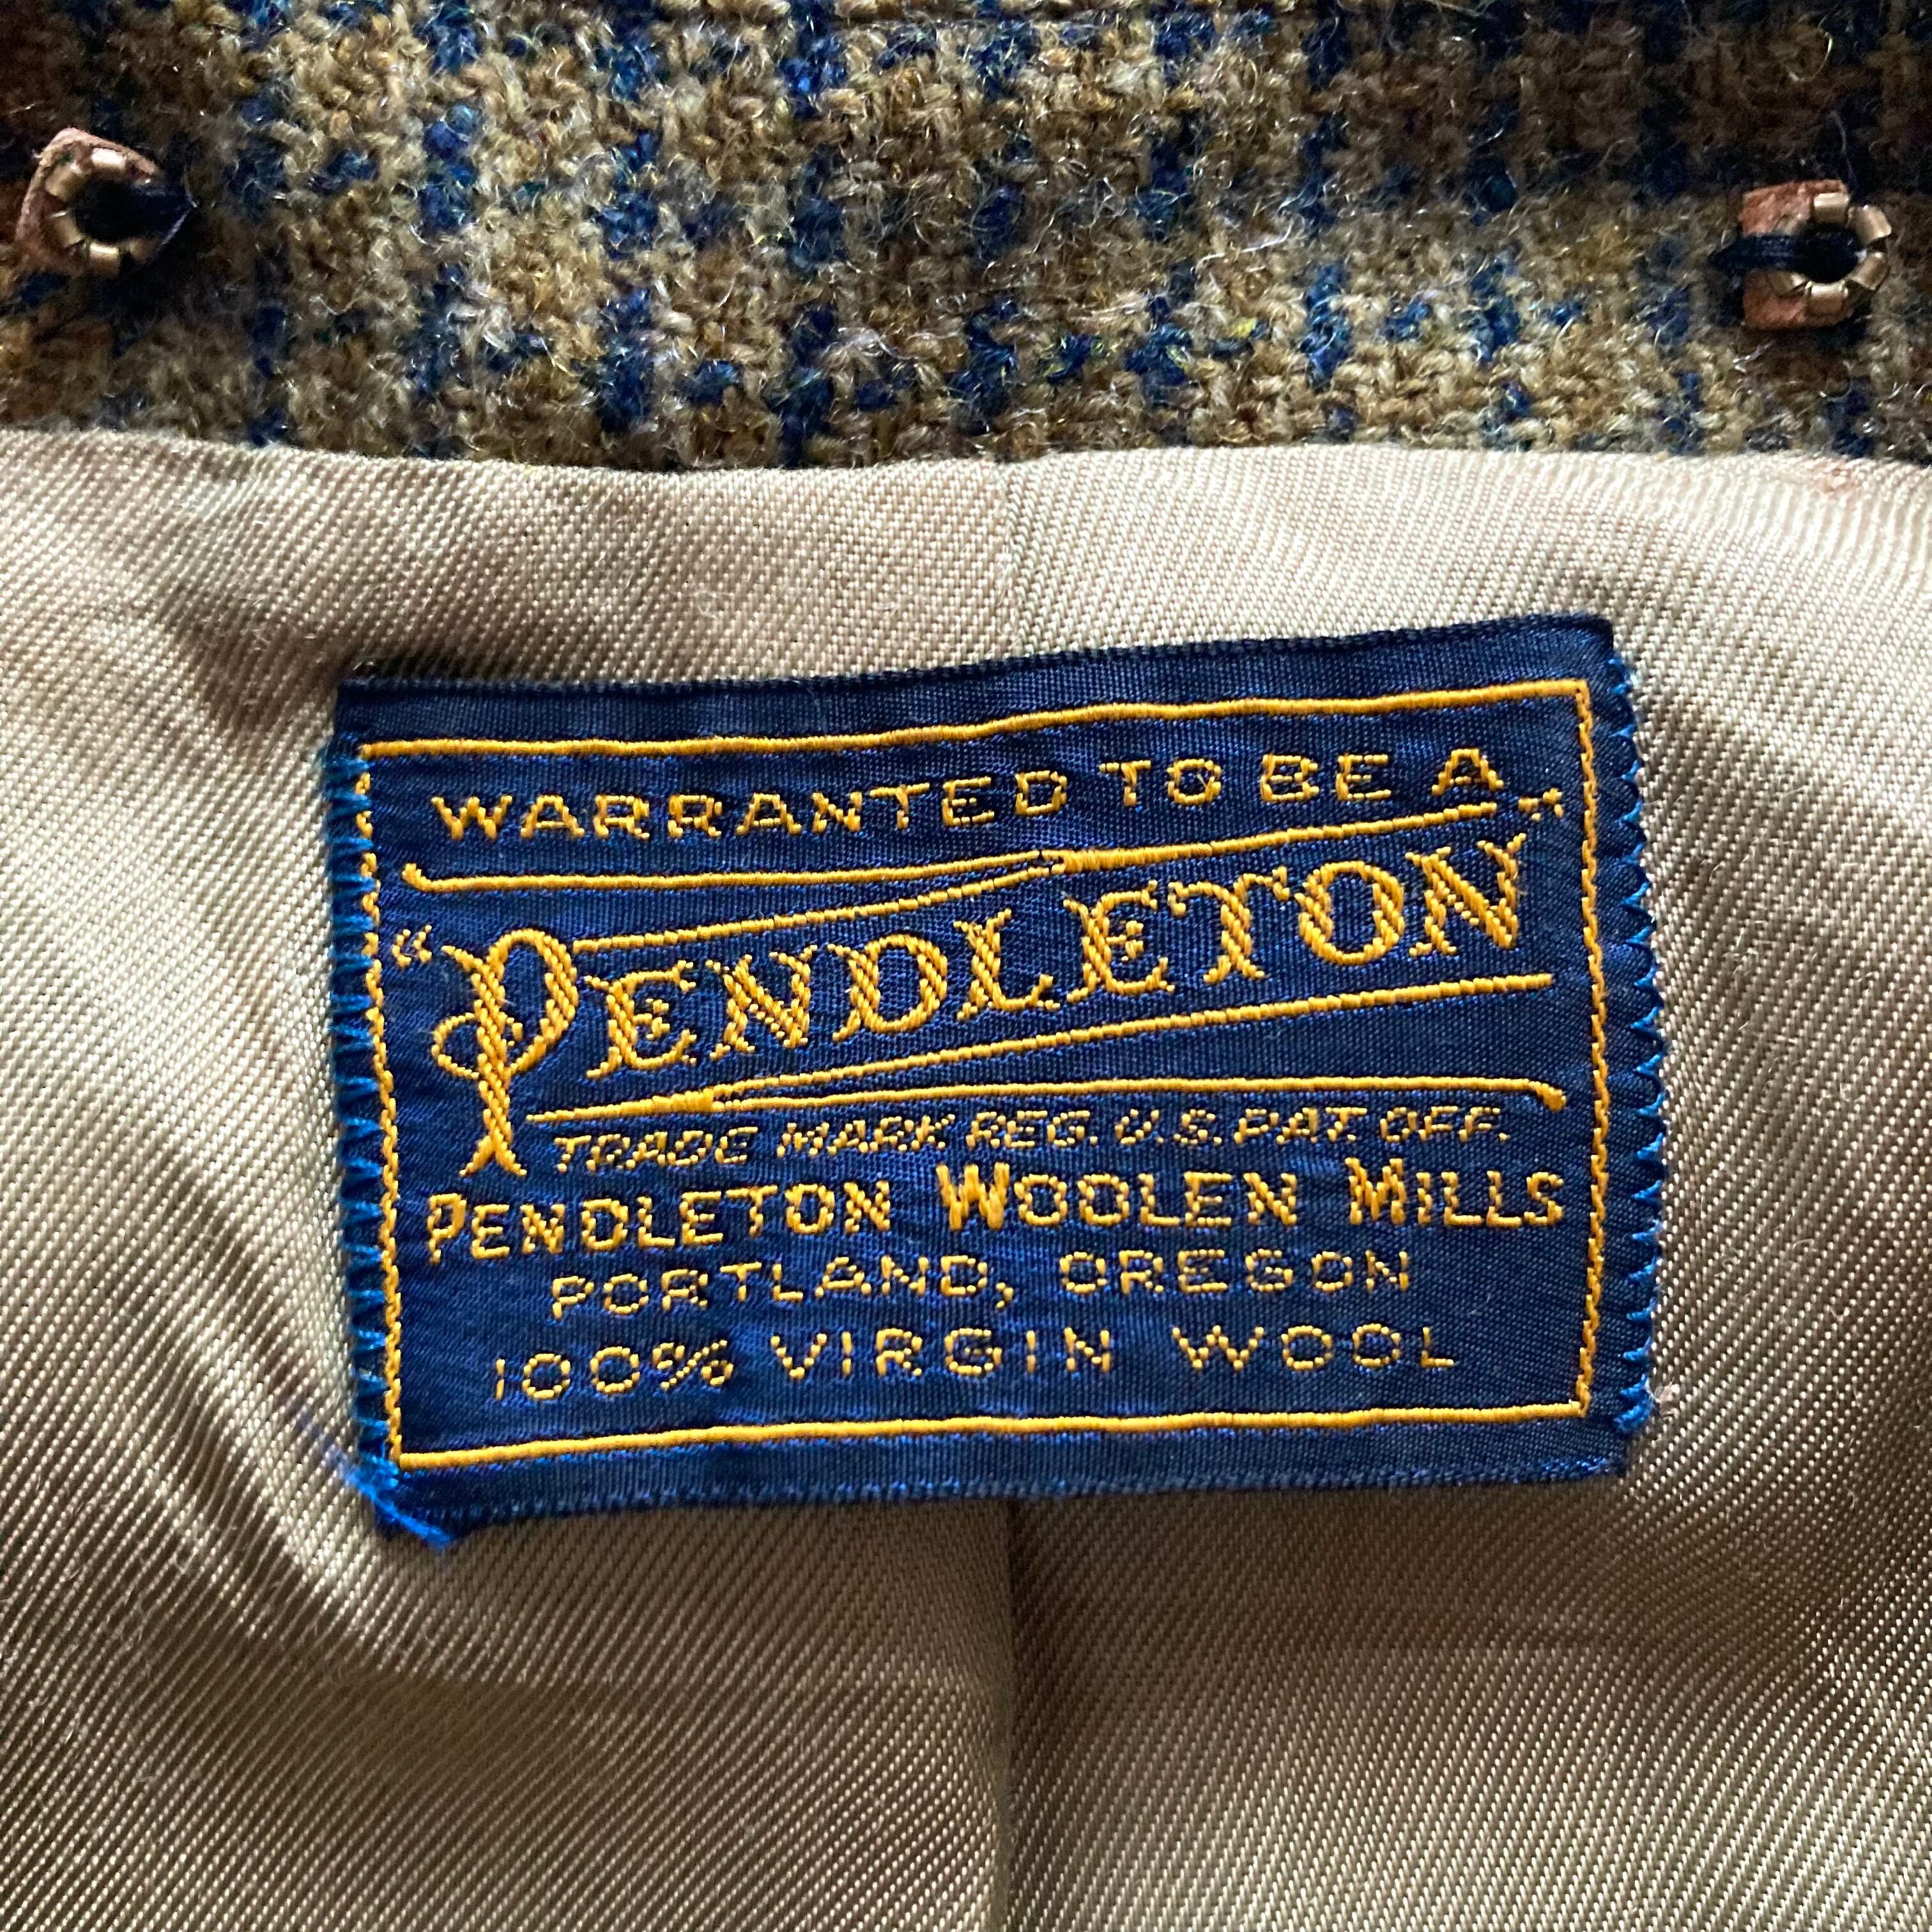 WARRANTED TO BE A
“PENDLETON”
TRADE MARK REG. U.S. PAT. OFF.
PENDLETON WOOLEN MILLS
PORTLAND, OREGON
100% VIRGIN WOOL